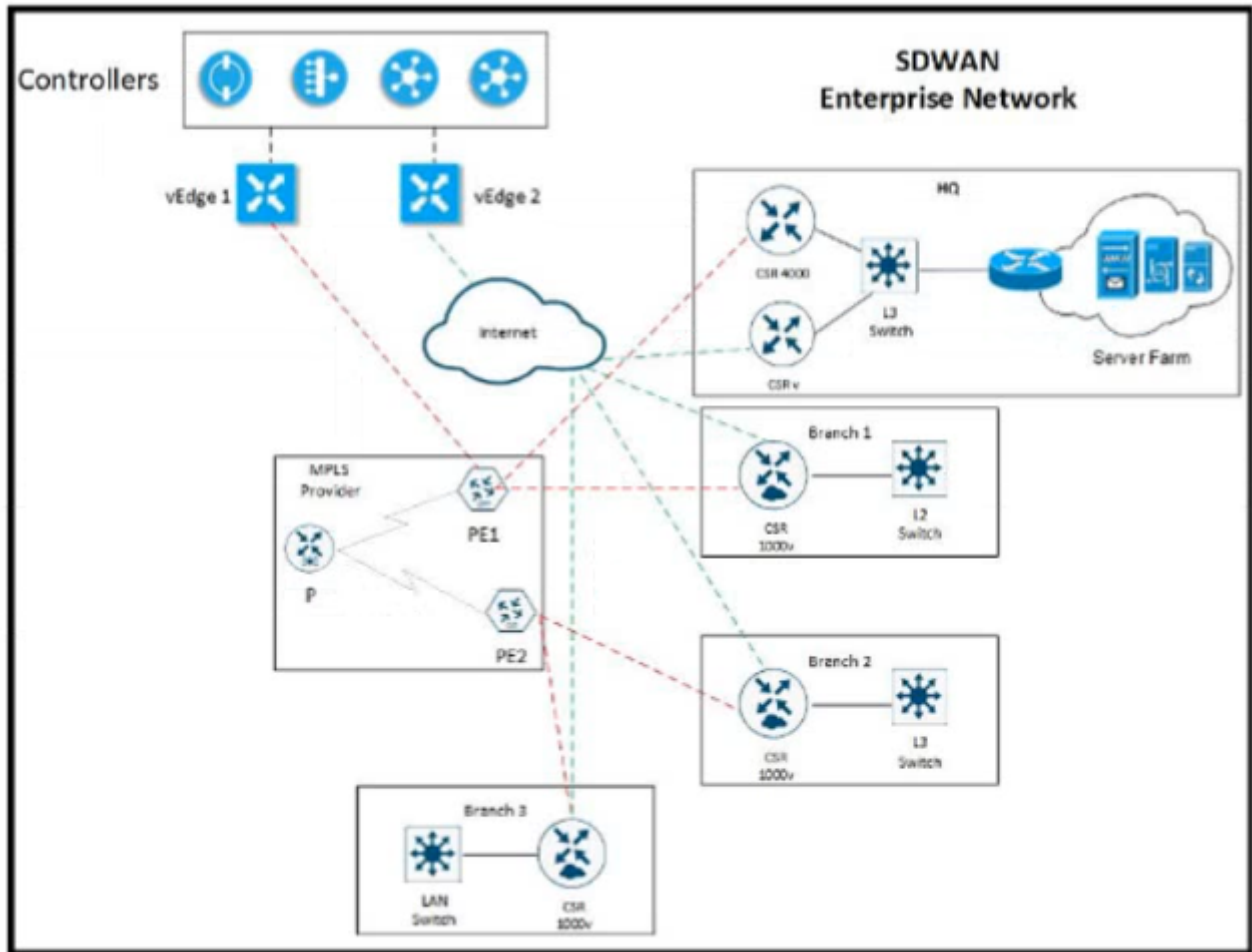 SDWAN
Enterprise Network
Controllers
vEdge 1
vEdge 2
HQ
CSR 4000
L3
Switch
CSR v
Server Farm
Internet
Branch 1
CSR
1000v
L2
Switch
MPLS
Provider
PE1
P
PE2
Branch 2
CSR
1000v
L3
Switch
Branch 3
LAN
Switch
CSR
1000v